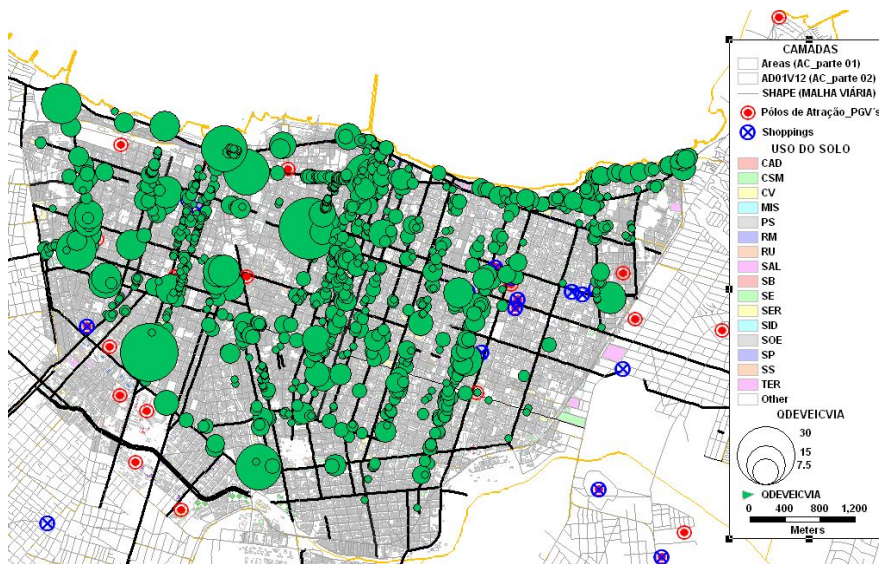 CAMADAS
Areas (AC_parte 01)
AD01V12 (AC_parte 02)
SHAPE (MALHA VIÁRIA)
Pólos de Atração_PGV´s
Shoppings
USO DO SOLO
CAD
CSM
CV
MIS
PS
RM
RU
SAL
SB
SE
SER
SID
SOE
SP
SS
TER
Other
QDEVEICVIA
30
15
7.5
QDEVEICVIA
0 400 800 1,200
Meters